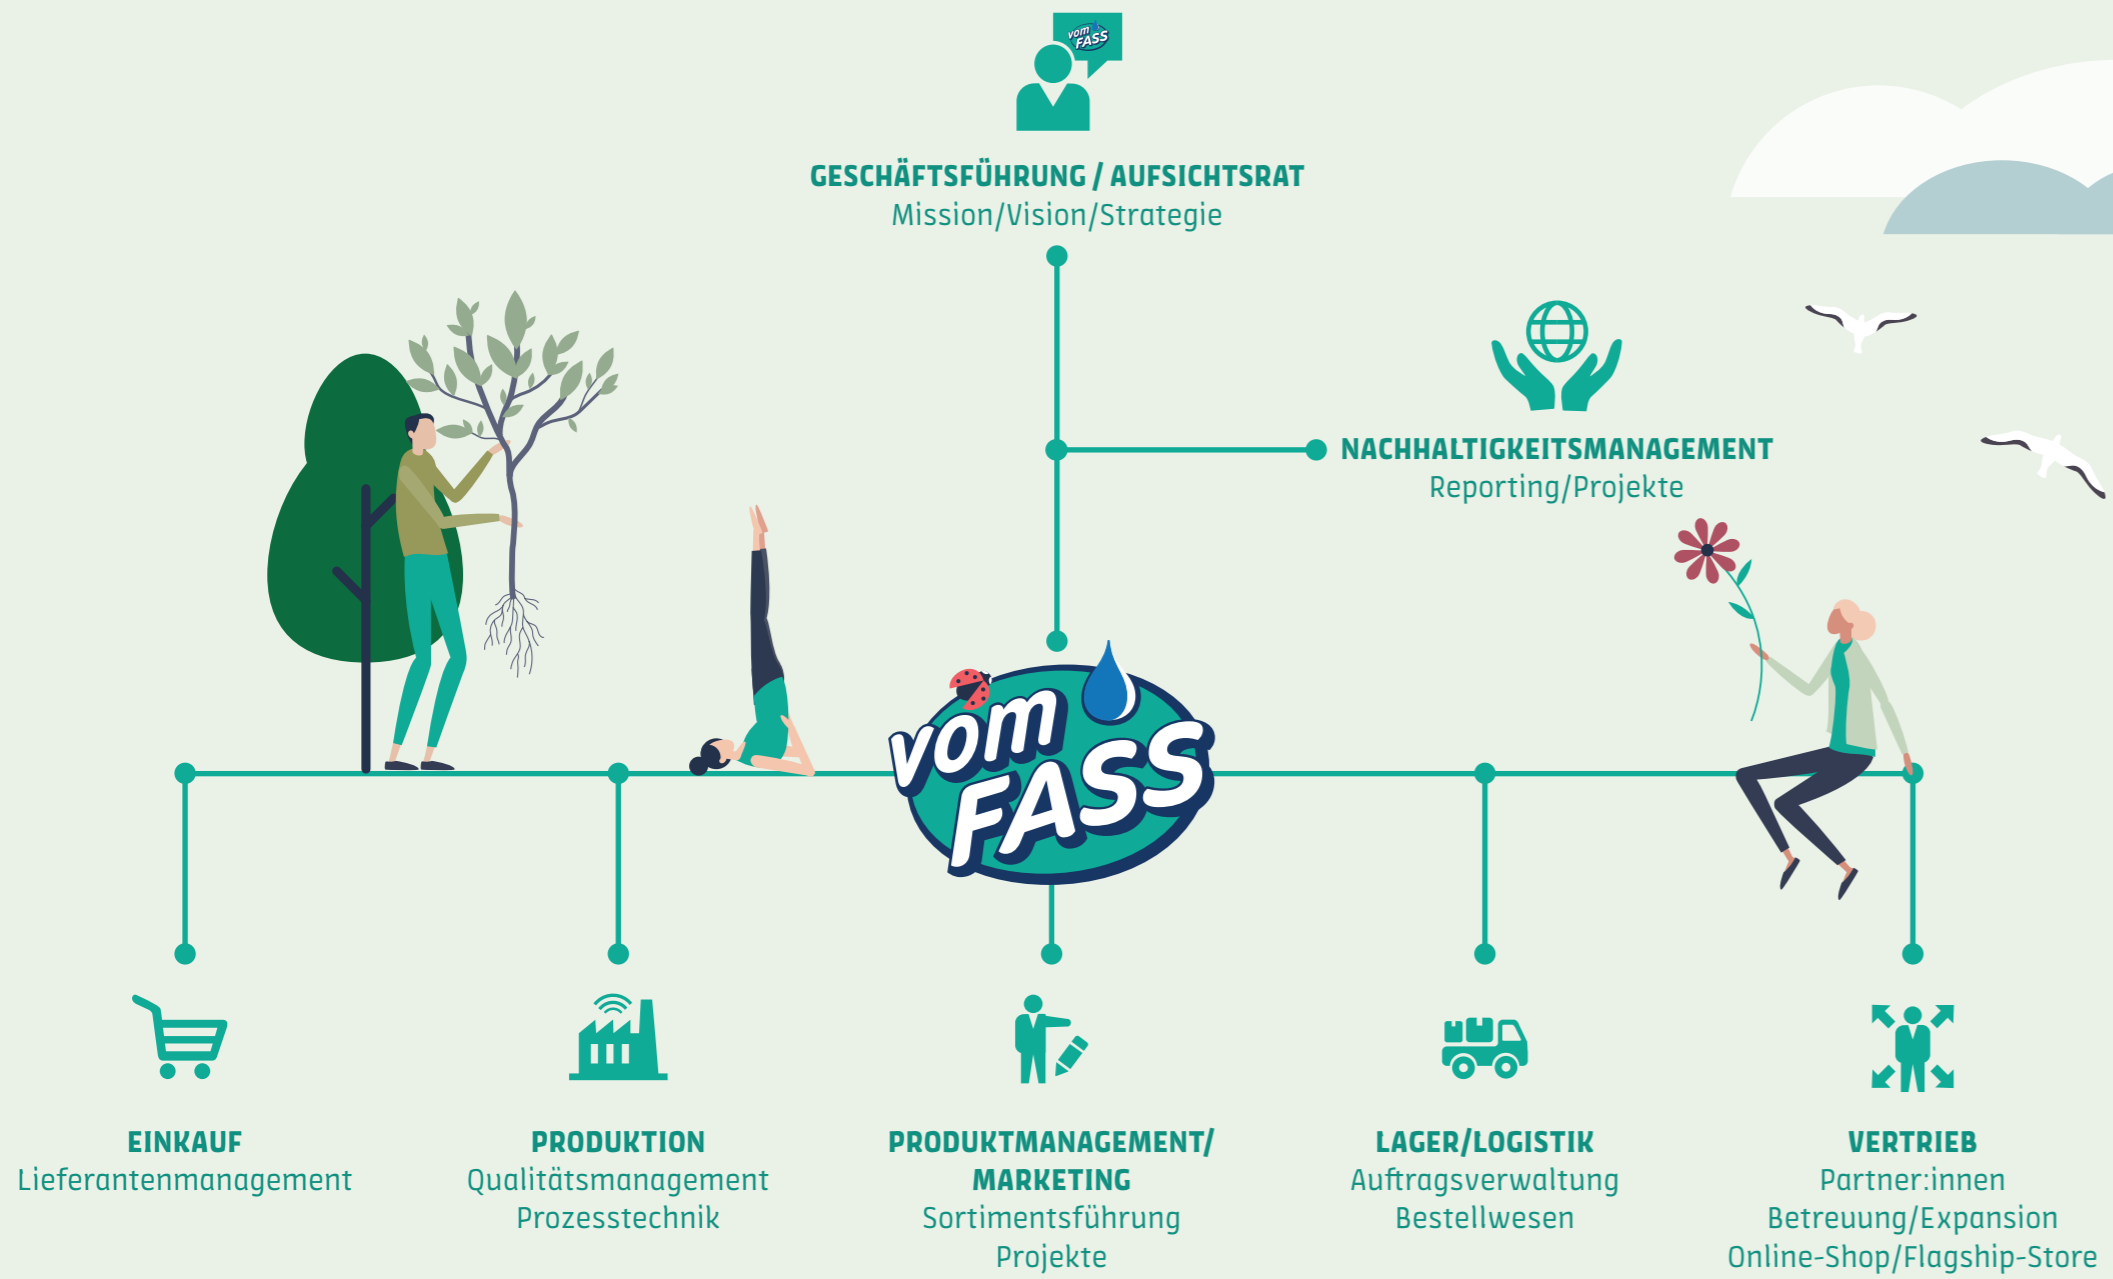 vom
FASS
GESCHÄFTSFÜHRUNG / AUFSICHTSRAT
Mission/Vision/Strategie
NACHHALTIGKEITSMANAGEMENT
Reporting/Projekte
vom
FASS
EINKAUF
Lieferantenmanagement
PRODUKTION
Qualitätsmanagement
Prozesstechnik
PRODUKTMANAGEMENT/
MARKETING
Sortimentsführung
Projekte
LAGER/LOGISTIK
Auftragsverwaltung
Bestellwesen
VERTRIEB
Partner:innen
Betreuung/Expansion
Online-Shop/Flagship-Store